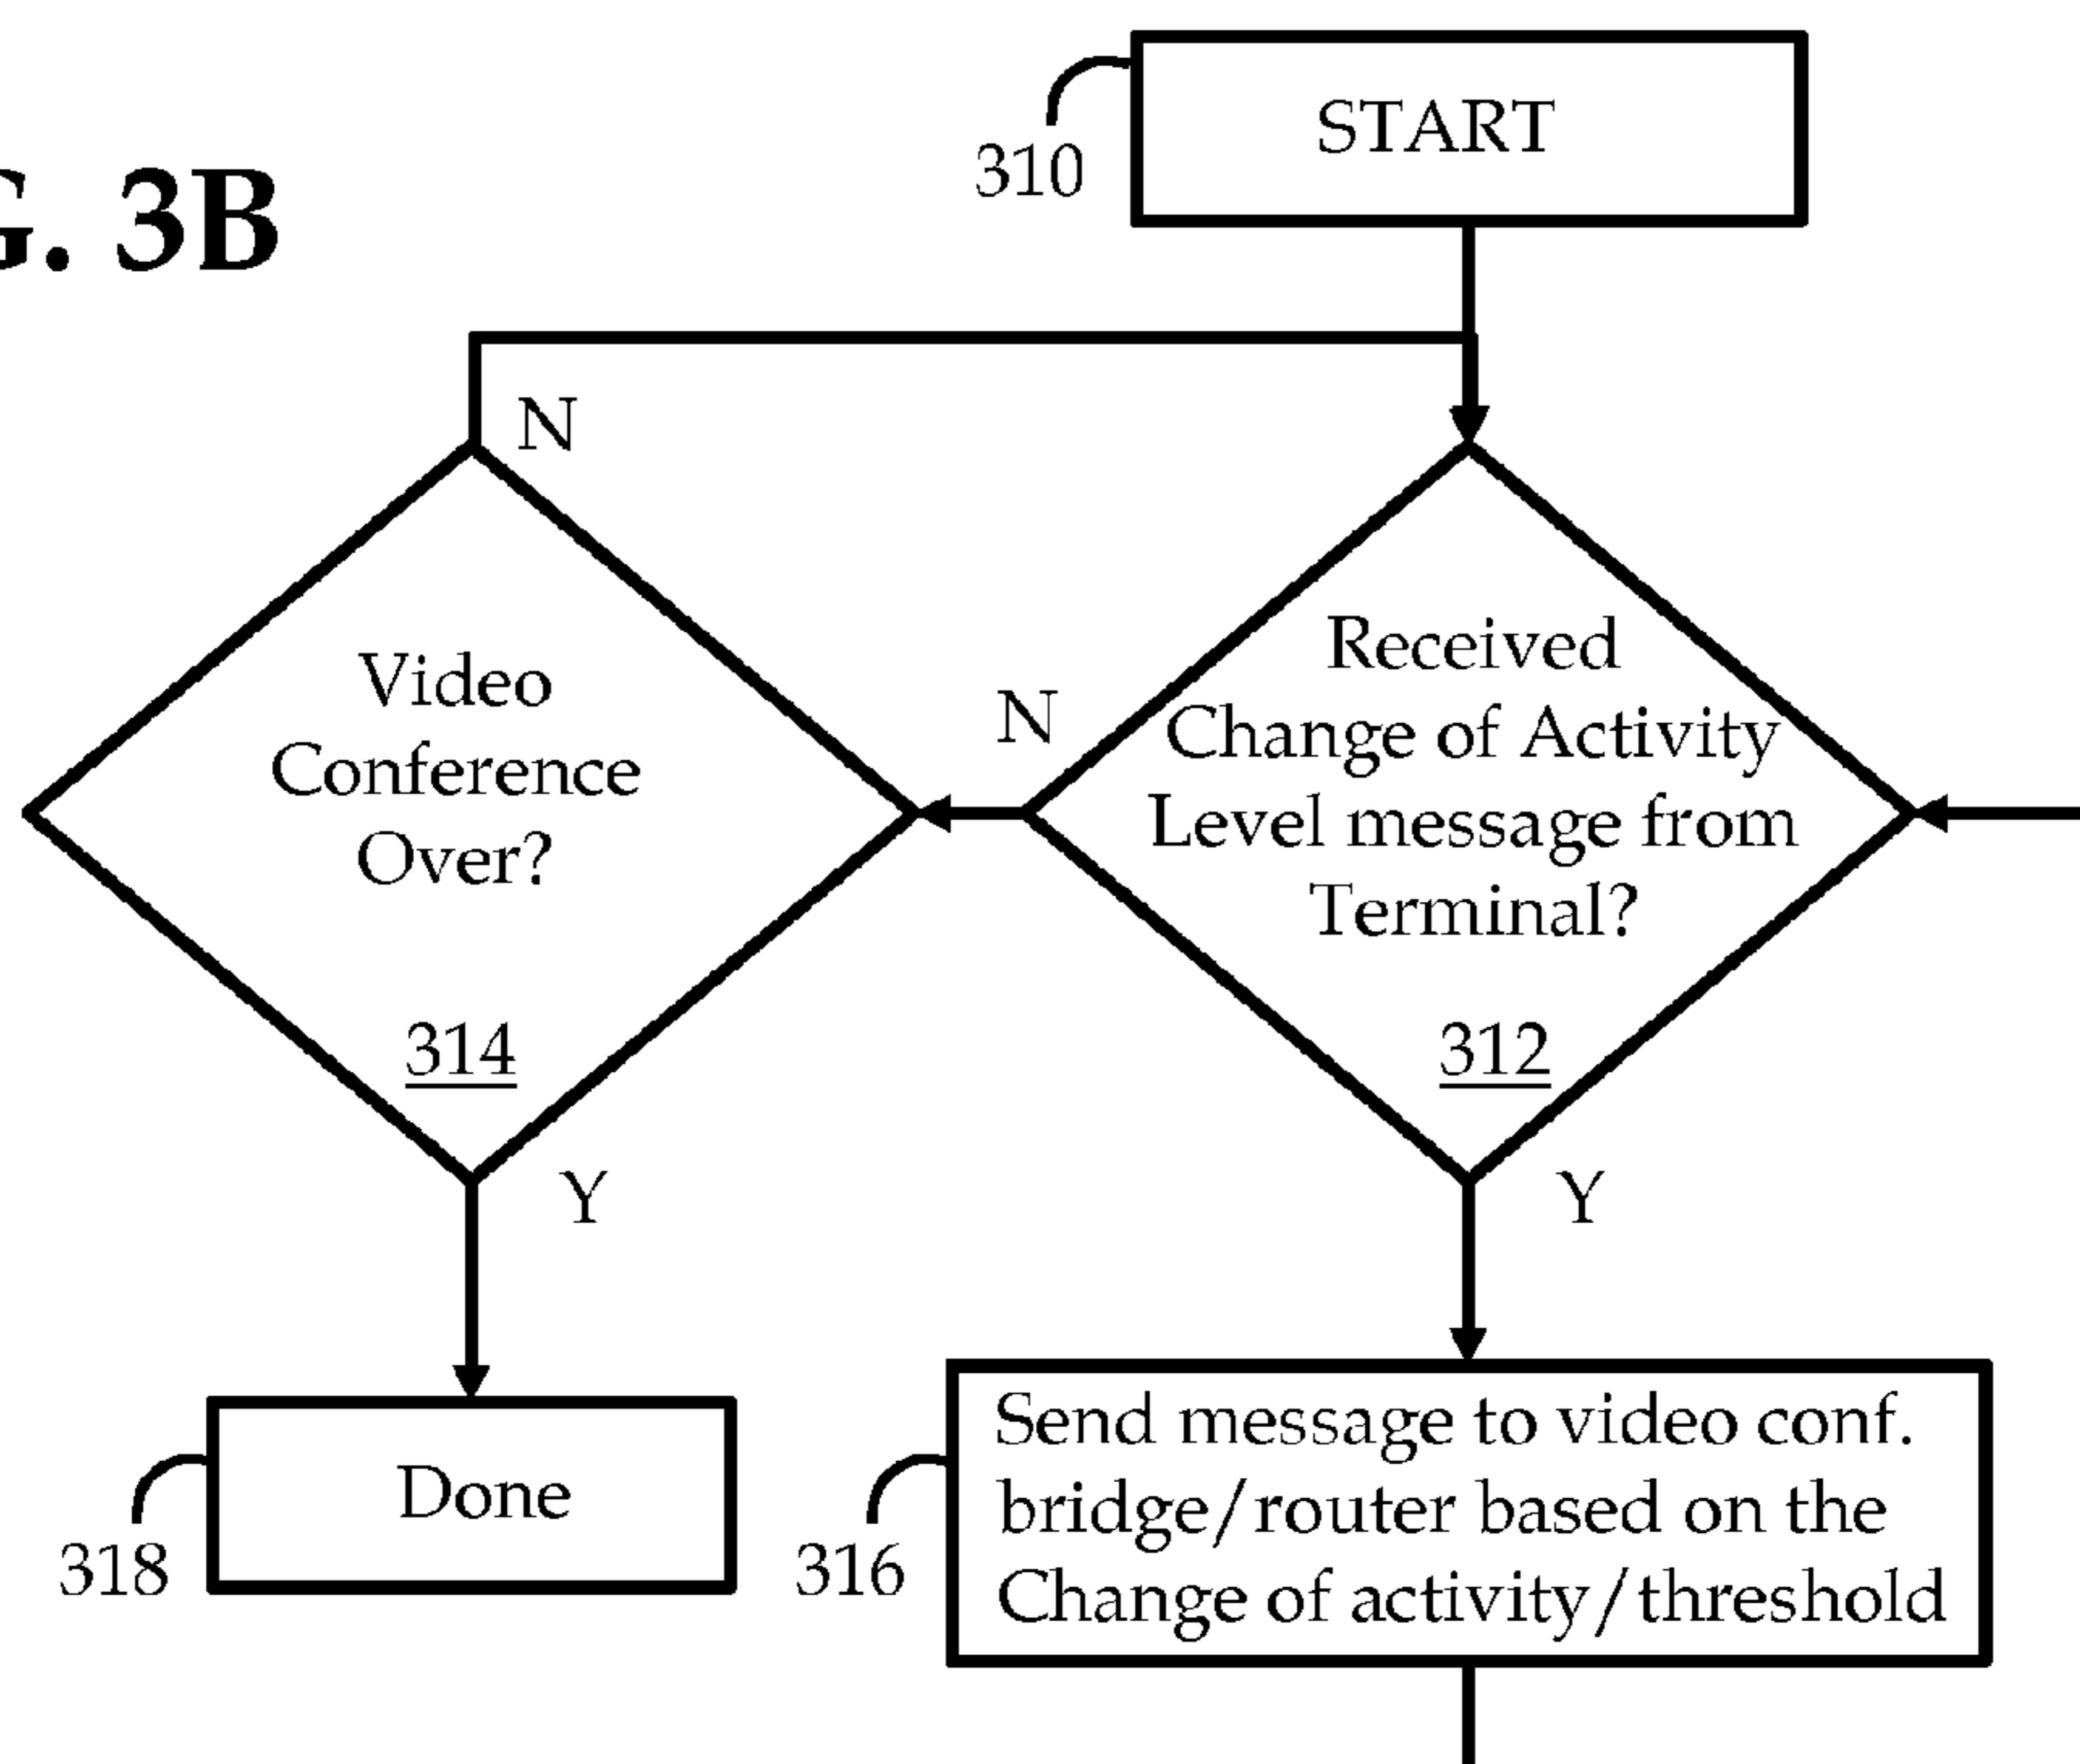 START
310
G. 3B
N
Video
Conference
Over?
314
Y
N
Received
Change of Activity
Level message from
Terminal?
312
Y
Done
318
Send message to video conf.
bridge/router based on the
Change of activity/threshold
316